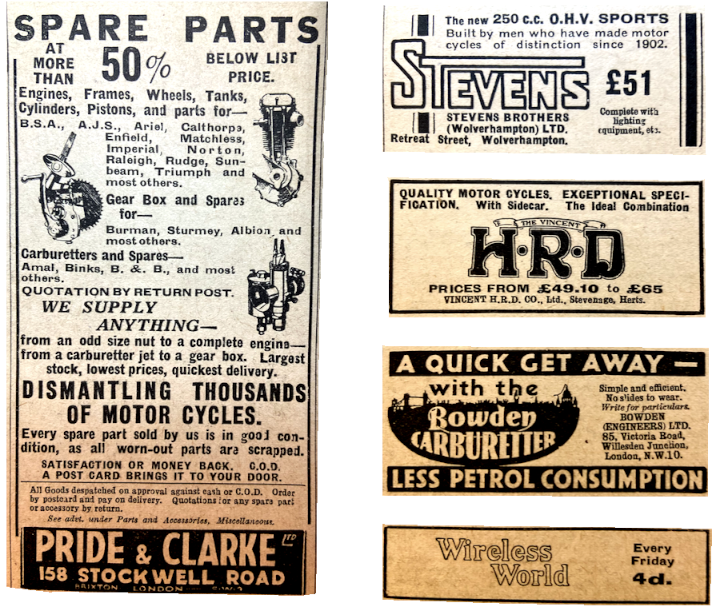 SPARE PARTS
AT
MORE
THAN
50%
BELOW LIST
PRICE.
Engines, Frames, Wheels, Tanks,
Cylinders, Pistons, and parts for—
B.S.A., A.J.S., Ariel, Calthorpe,
Enfield, Matchless,
Imperial, Norton,
Raleigh, Rudge, Sun-
beam, Triumph and
most others.
Gear Box and Spares
for—
Burman, Sturmey, Albion and
most others.
Carburetters and Spares—
Amal, Binks, B. & B., and most
others.
QUOTATION BY RETURN POST.
WE SUPPLY
ANYTHING—
from an odd size nut to a complete engine—
from a carburetter jet to a gear box. Largest
stock, lowest prices, quickest delivery.
DISMANTLING THOUSANDS
OF MOTOR CYCLES.
Every spare part sold by us is in good con-
dition, as all worn-out parts are scrapped.
SATISFACTION OR MONEY BACK. C.O.D.
A POST CARD BRINGS IT TO YOUR DOOR.
All Goods despatched on approval against cash or C.O.D. Order
by postcard and pay on delivery. Quotations for any spare part
or accessory by return.
See advt. under Parts and Accessories, Miscellaneous.
PRIDE & CLARKE LTD
158 STOCKWELL ROAD
BRIXTON LONDON
The new 250 c.c. O.H.V. SPORTS
Built by men who have made motor
cycles of distinction since 1902.
STEVENS £51
STEVENS BROTHERS
(Wolverhampton) LTD.
Retreat Street, Wolverhampton.
Complete with
lighting
equipment, etc.
QUALITY MOTOR CYCLES. EXCEPTIONAL SPECI-
FICATION. With Sidecar. The Ideal Combination
THE VINCENT
H.R.D
PRICES FROM £49.10 to £65
VINCENT H.R.D. CO., Ltd., Stevenage, Herts.
A QUICK GET AWAY —
with the
Bowden
CARBURETTER
Simple and efficient.
No slides to wear.
Write for particulars.
BOWDEN
(ENGINEERS) LTD.
85, Victoria Road,
Willesden Junction,
London, N.W.10.
LESS PETROL CONSUMPTION
Wireless
World
Every
Friday
4d.